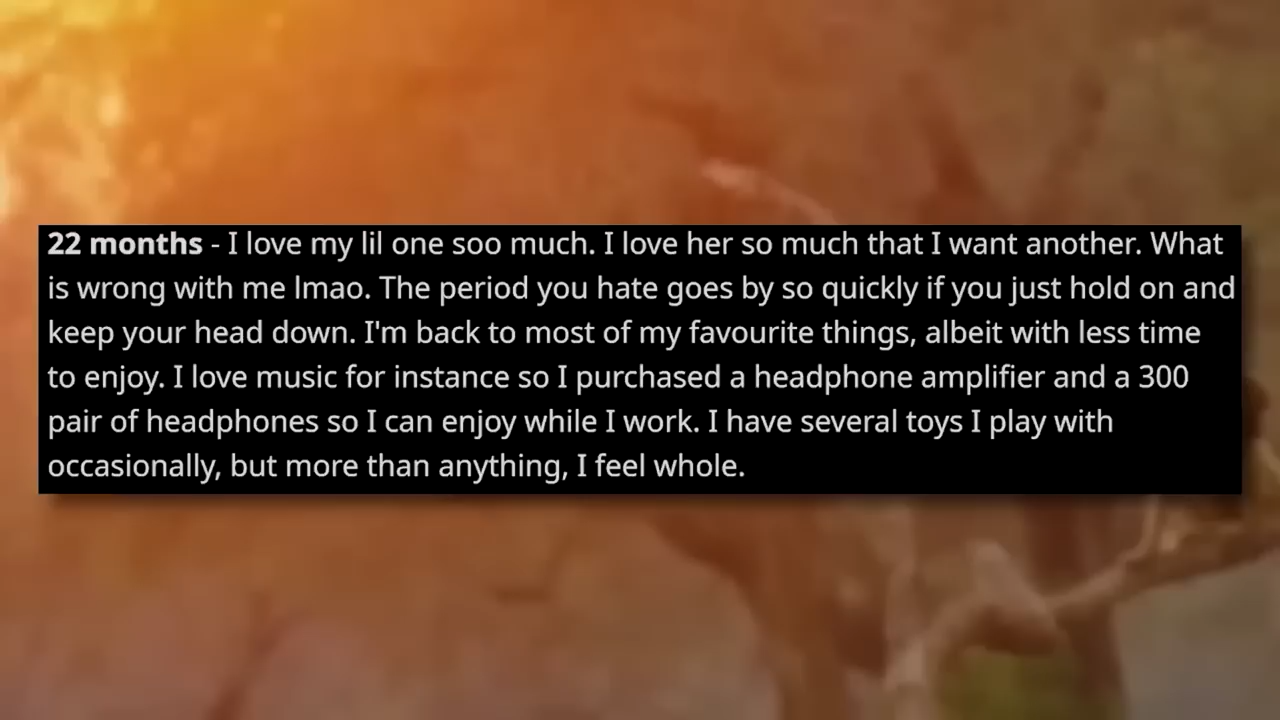 22 months - I love my lil one soo much. I love her so much that I want another. What
is wrong with me lmao. The period you hate goes by so quickly if you just hold on and
keep your head down. I'm back to most of my favourite things, albeit with less time
to enjoy. I love music for instance so I purchased a headphone amplifier and a 300
pair of headphones so I can enjoy while I work. I have several toys I play with
occasionally, but more than anything, I feel whole.